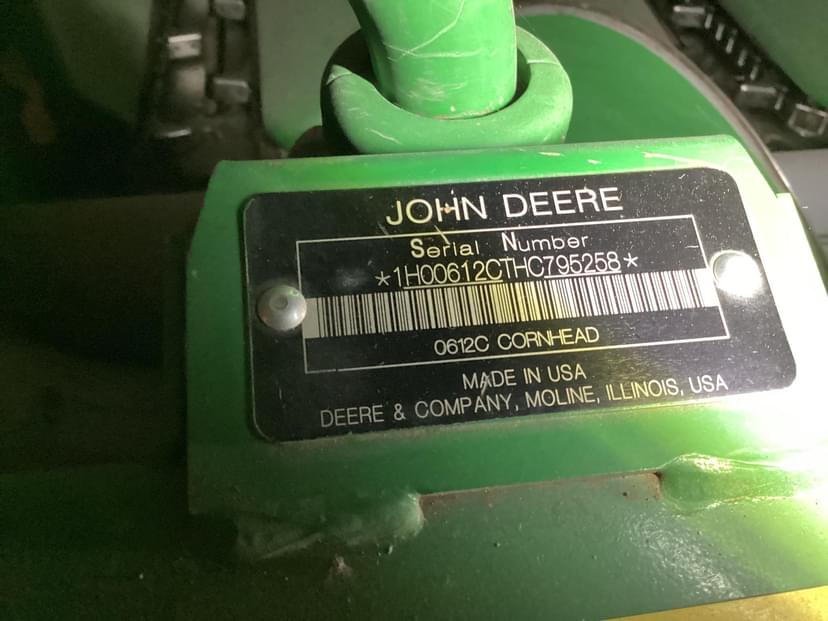 JOHN DEERE
Serial Number
*1H00612CTHC795258*
0612C CORNHEAD
MADE IN USA
DEERE & COMPANY, MOLINE, ILLINOIS, USA